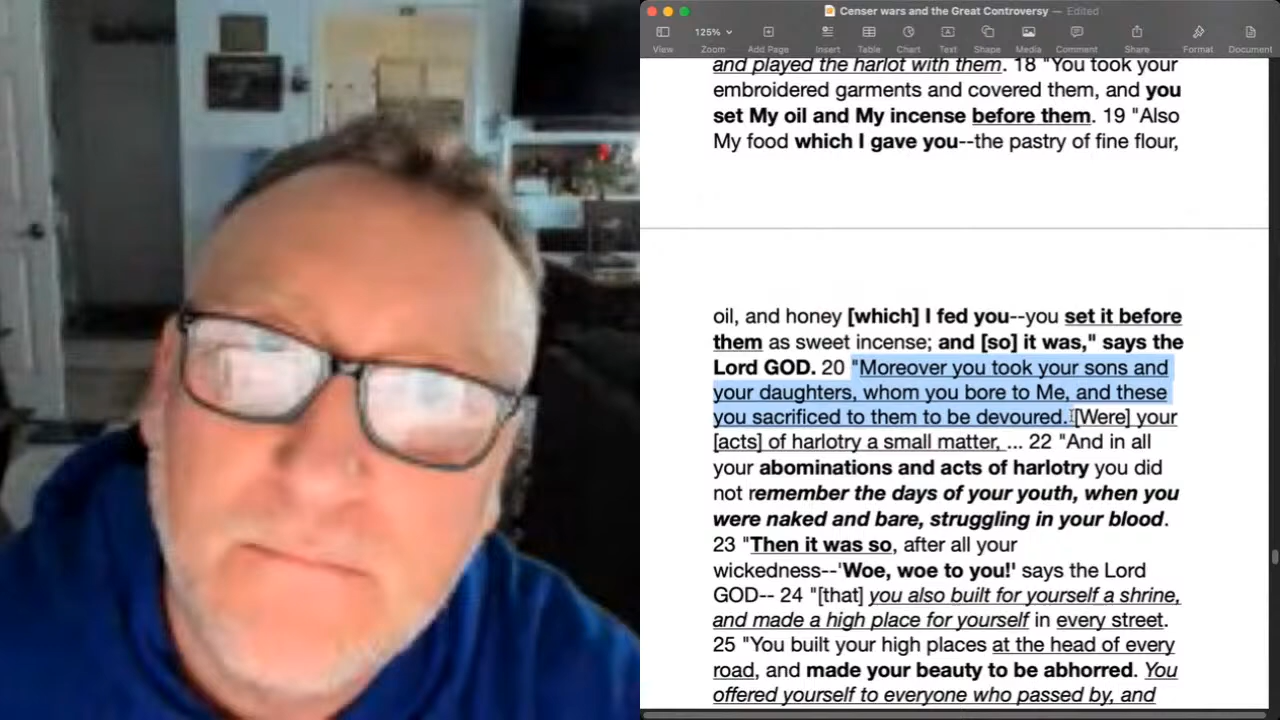 Censer wars and the Great Controversy — Edited
125%
View
Zoom
Add Page
Insert
Table
Chart
Text
Shape
Media
Comment
Share
Format
Document
and played the harlot with them. 18 "You took your
embroidered garments and covered them, and you
set My oil and My incense before them. 19 "Also
My food which I gave you--the pastry of fine flour,
oil, and honey [which] I fed you--you set it before
them as sweet incense; and [so] it was," says the
Lord GOD. 20 "Moreover you took your sons and
your daughters, whom you bore to Me, and these
you sacrificed to them to be devoured. [Were] your
[acts] of harlotry a small matter, ... 22 "And in all
your abominations and acts of harlotry you did
not remember the days of your youth, when you
were naked and bare, struggling in your blood.
23 "Then it was so, after all your
wickedness--'Woe, woe to you!' says the Lord
GOD-- 24 "[that] you also built for yourself a shrine,
and made a high place for yourself in every street.
25 "You built your high places at the head of every
road, and made your beauty to be abhorred. You
offered yourself to everyone who passed by, and